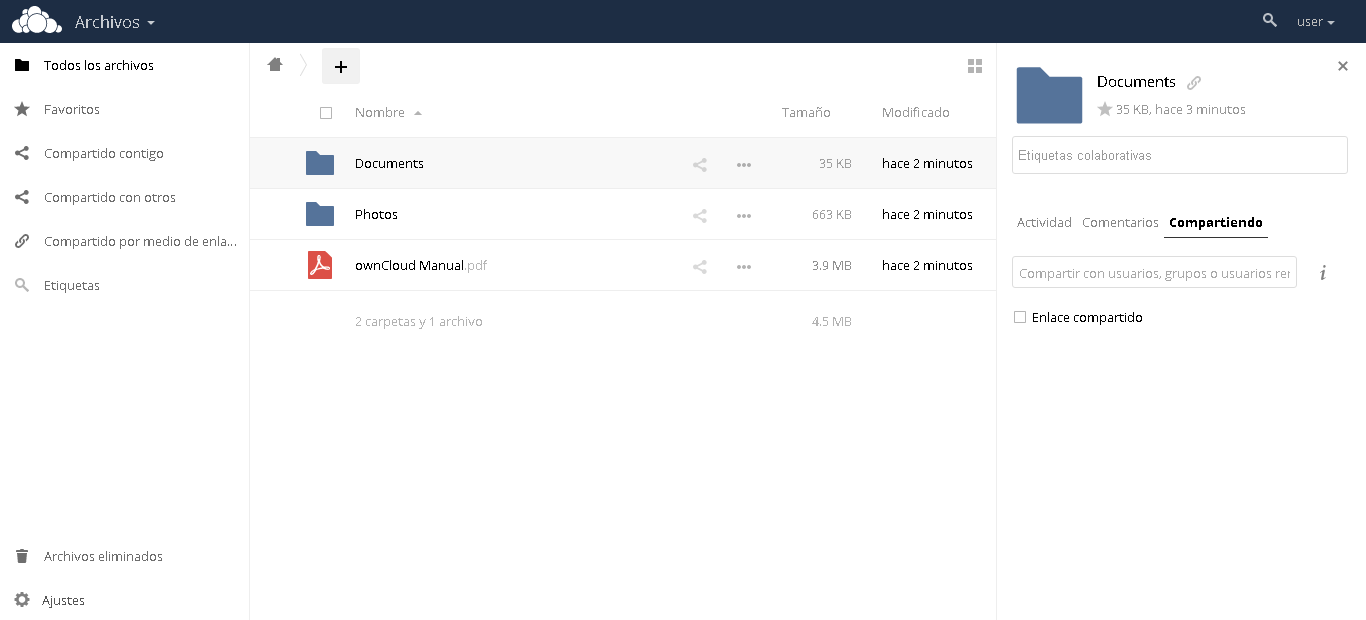 Archivos
user
Todos los archivos
Favoritos
Compartido contigo
Compartido con otros
Compartido por medio de enla...
Etiquetas
Archivos eliminados
Ajustes
+
Nombre Tamaño Modificado
Documents 35 KB hace 2 minutos
Photos 663 KB hace 2 minutos
ownCloud Manual.pdf 3.9 MB hace 2 minutos
2 carpetas y 1 archivo 4.5 MB
Documents
35 KB, hace 3 minutos
Etiquetas colaborativas
Actividad Comentarios Compartiendo
Compartir con usuarios, grupos o usuarios rer
i
Enlace compartido